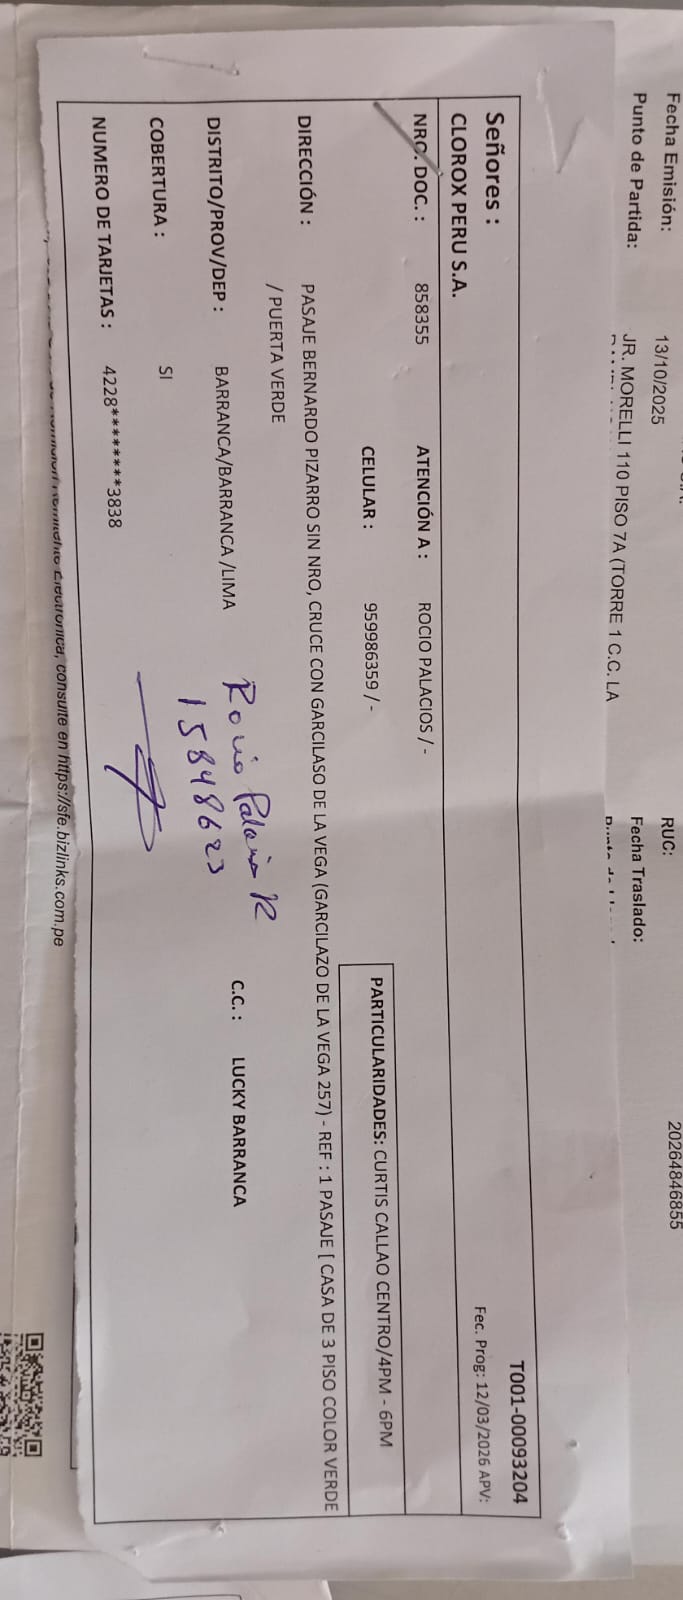 Fecha Emisión: 13/10/2025 RUC: 20264846855
Punto de Partida: JR. MORELLI 110 PISO 7A (TORRE 1 C.C. LA Fecha Traslado:
T001-00093204
Señores :
Fec. Prog: 12/03/2026 APV:
CLOROX PERU S.A.
NRO. DOC. : 858355 ATENCIÓN A : ROCIO PALACIOS / -
CELULAR : 959986359 / - PARTICULARIDADES: CURTIS CALLAO CENTRO/4PM - 6PM
DIRECCIÓN : PASAJE BERNARDO PIZARRO SIN NRO, CRUCE CON GARCILASO DE LA VEGA (GARCILAZO DE LA VEGA 257) - REF : 1 PASAJE [ CASA DE 3 PISO COLOR VERDE
/ PUERTA VERDE
DISTRITO/PROV/DEP : BARRANCA/BARRANCA /LIMA C.C. : LUCKY BARRANCA
Rocio Palacios R
15848623
COBERTURA : SI
NUMERO DE TARJETAS : 4228********3838
Electrónica, consulte en https://sfe.bizlinks.com.pe